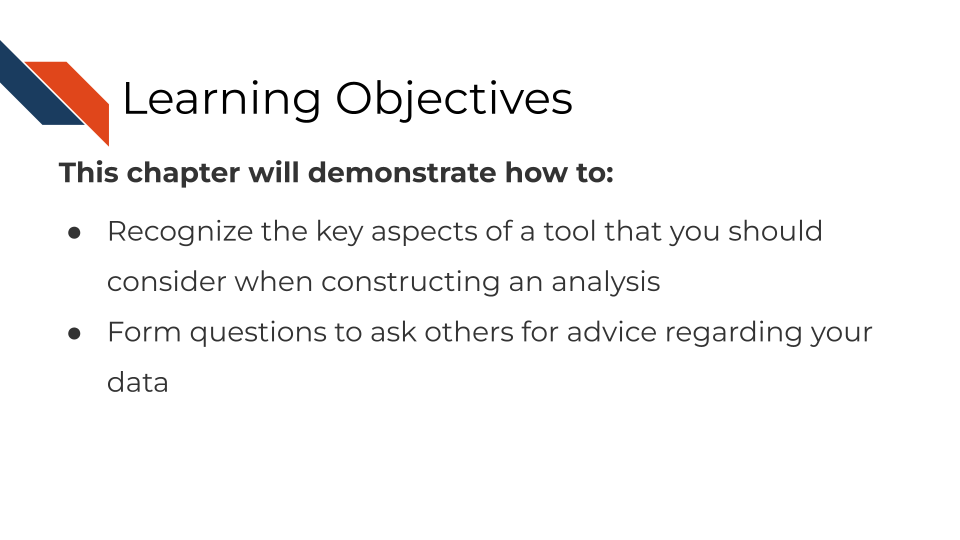 Learning Objectives
This chapter will demonstrate how to:
● Recognize the key aspects of a tool that you should
consider when constructing an analysis
● Form questions to ask others for advice regarding your
data